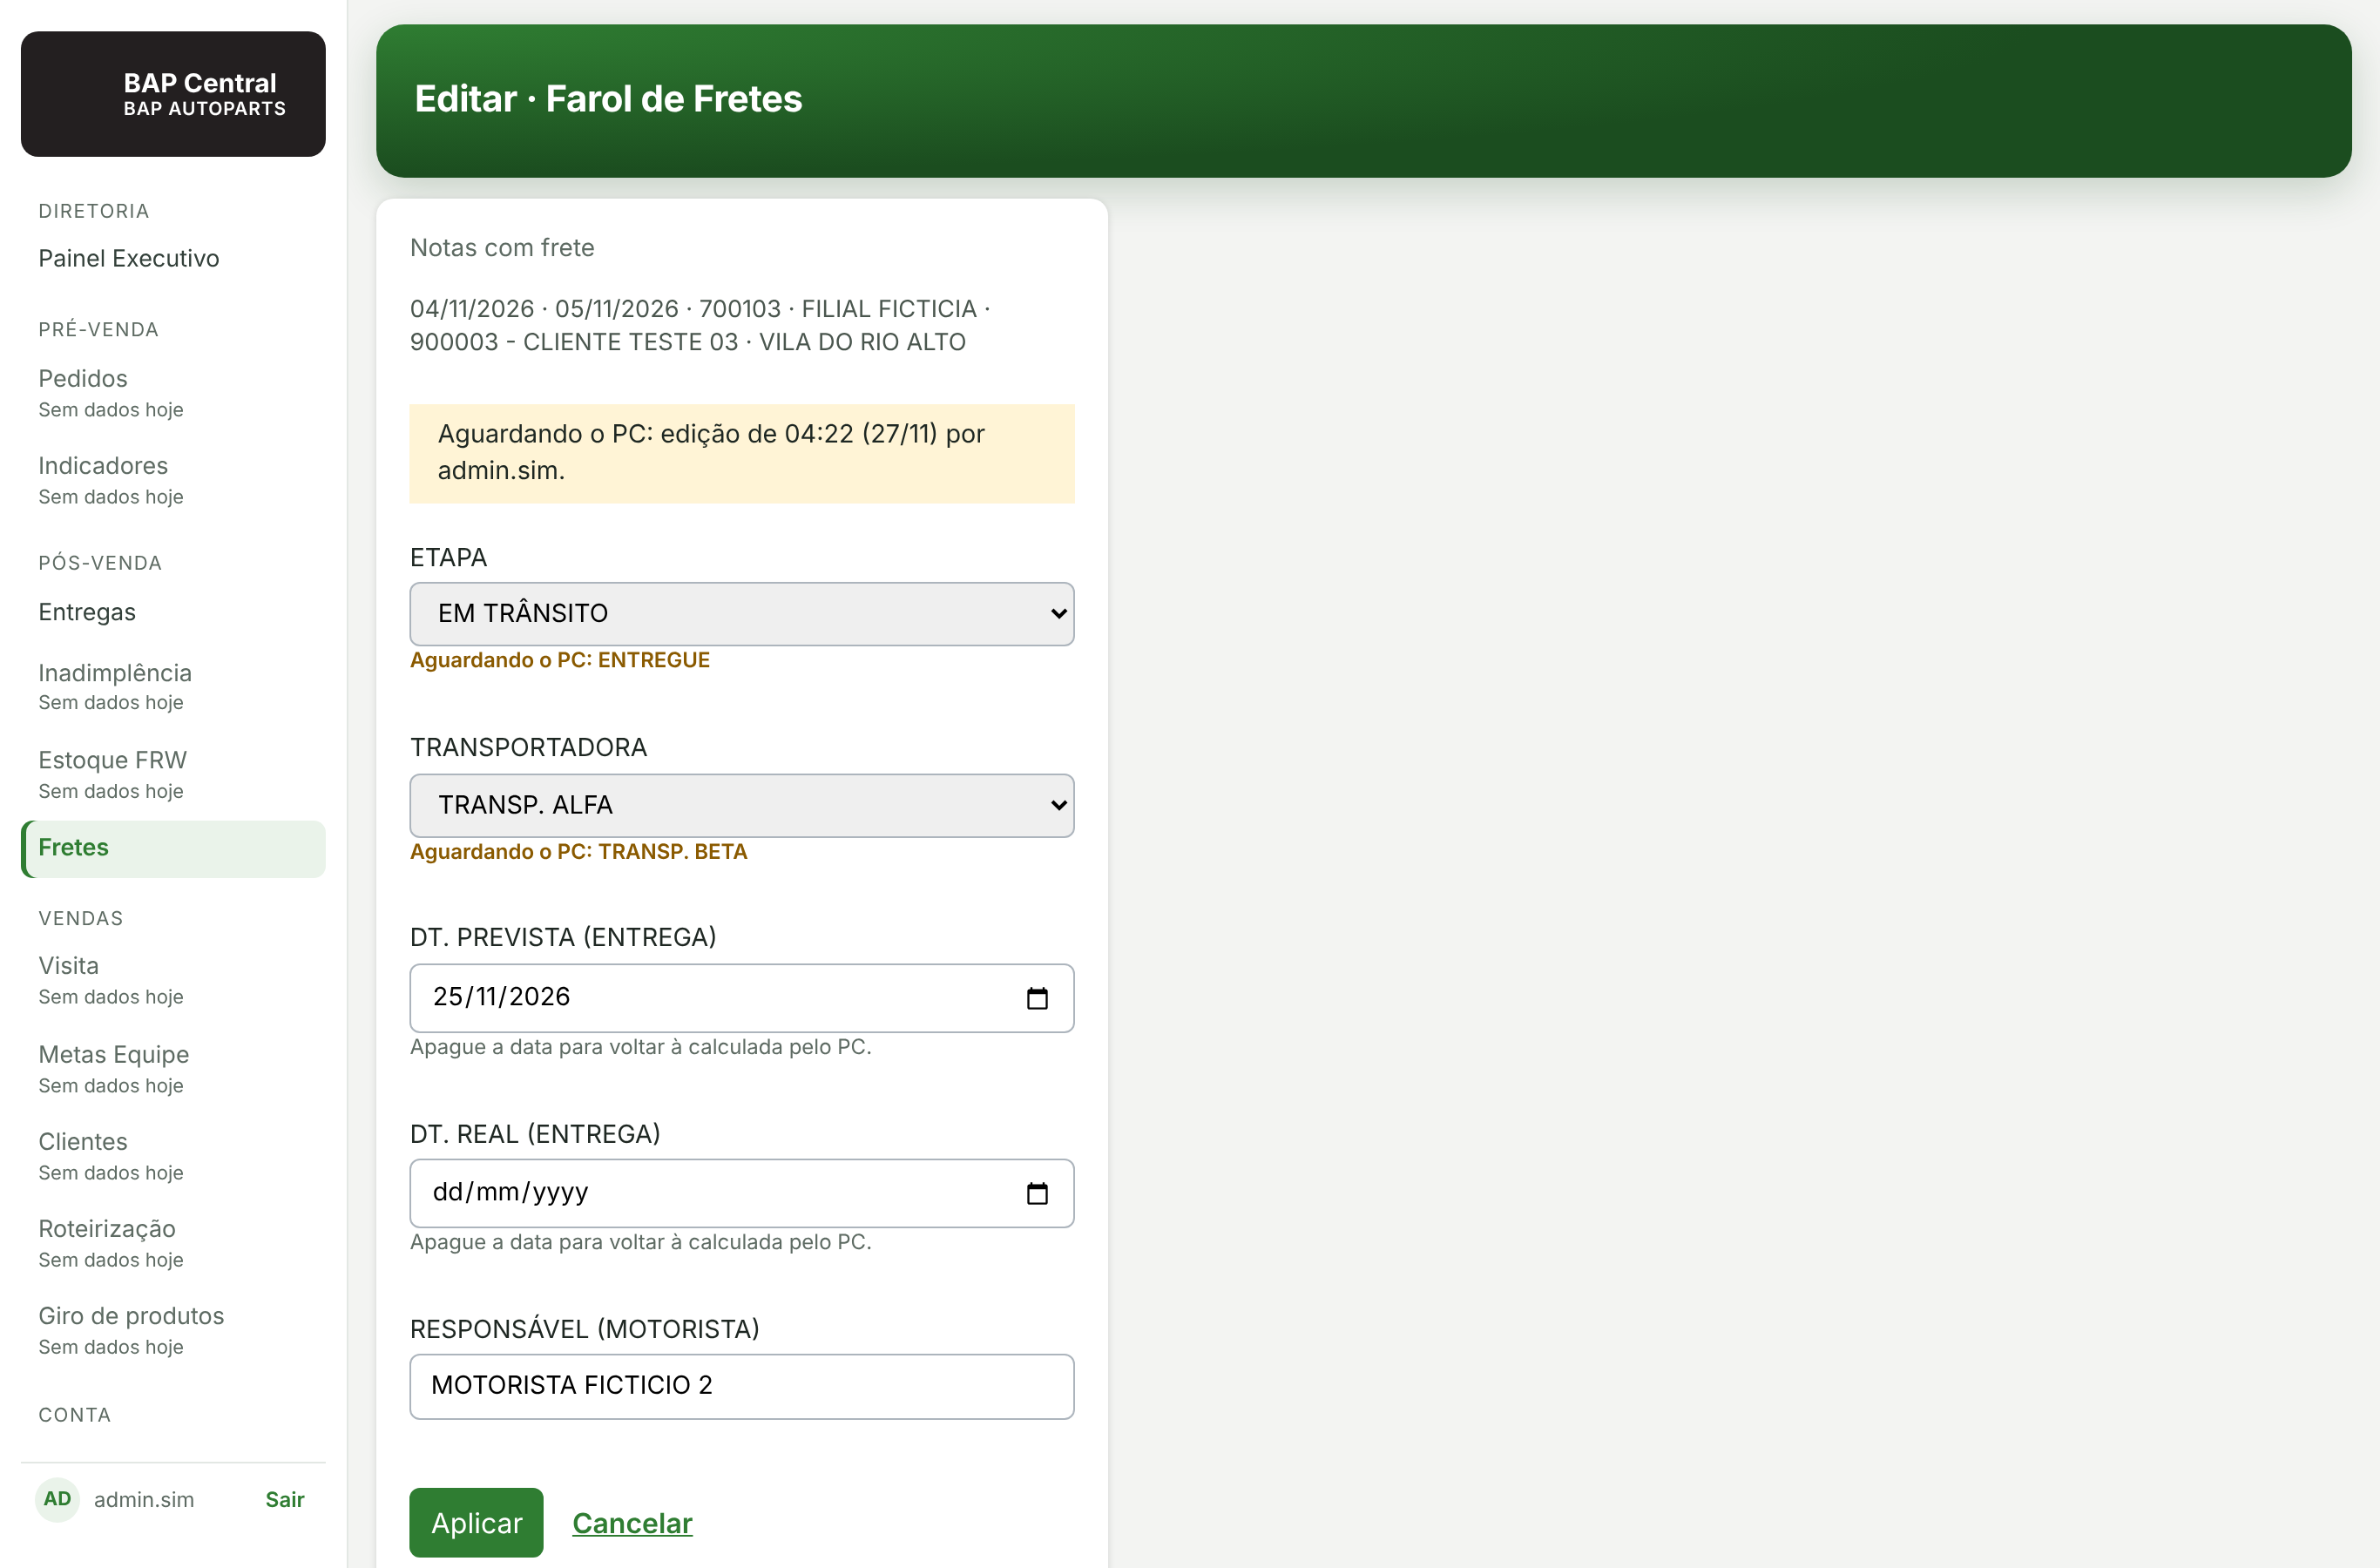 BAP Central
BAP AUTOPARTS
DIRETORIA
Painel Executivo
PRÉ-VENDA
Pedidos
Sem dados hoje
Indicadores
Sem dados hoje
PÓS-VENDA
Entregas
Inadimplência
Sem dados hoje
Estoque FRW
Sem dados hoje
Fretes
VENDAS
Visita
Sem dados hoje
Metas Equipe
Sem dados hoje
Clientes
Sem dados hoje
Roteirização
Sem dados hoje
Giro de produtos
Sem dados hoje
CONTA
AD admin.sim Sair
Editar · Farol de Fretes
Notas com frete
04/11/2026 · 05/11/2026 · 700103 · FILIAL FICTICIA ·
900003 - CLIENTE TESTE 03 · VILA DO RIO ALTO
Aguardando o PC: edição de 04:22 (27/11) por
admin.sim.
ETAPA
EM TRÂNSITO
Aguardando o PC: ENTREGUE
TRANSPORTADORA
TRANSP. ALFA
Aguardando o PC: TRANSP. BETA
DT. PREVISTA (ENTREGA)
25/11/2026
Apague a data para voltar à calculada pelo PC.
DT. REAL (ENTREGA)
dd/mm/yyyy
Apague a data para voltar à calculada pelo PC.
RESPONSÁVEL (MOTORISTA)
MOTORISTA FICTICIO 2
Aplicar Cancelar